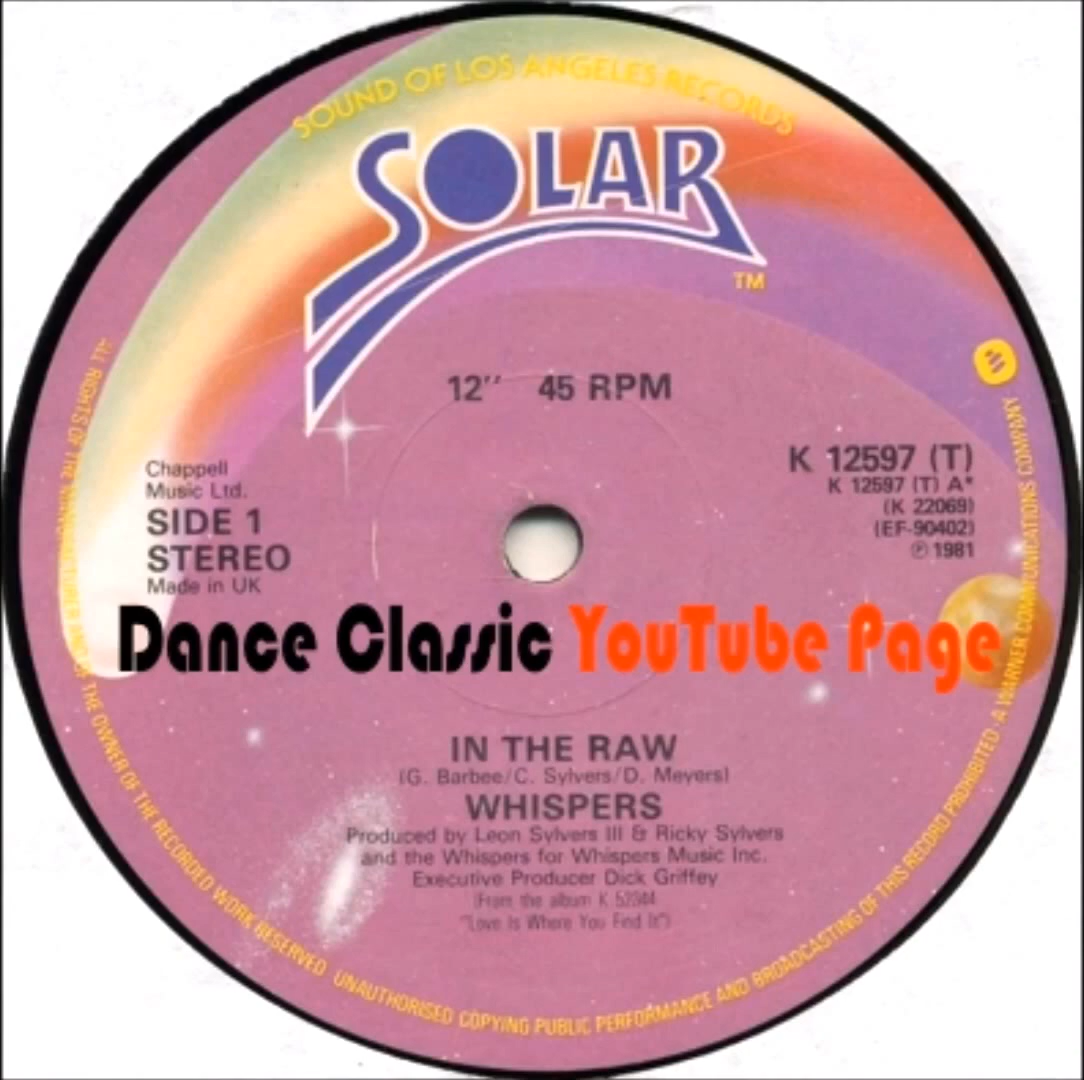 SOUND OF LOS ANGELES RECORDS
SOLAR
TM
12" 45 RPM
Chappell
Music Ltd.
SIDE 1
STEREO
Made in UK
K 12597 (T)
K 12597 (T) A*
(K 22069)
(EF-90402)
℗ 1981
Dance Classic YouTube Page
IN THE RAW
(G. Barbee/C. Sylvers/D. Meyers)
WHISPERS
Produced by Leon Sylvers III & Ricky Sylvers
and the Whispers for Whispers Music Inc.
Executive Producer Dick Griffey
(From the album K 52344
"Love Is Where You Find It")
ALL RIGHTS OF THE MANUFACTURER AND OF THE OWNER OF THE RECORDED WORK RESERVED UNAUTHORISED COPYING PUBLIC PERFORMANCE AND BROADCASTING OF THIS RECORD PROHIBITED · A WARNER COMMUNICATIONS COMPANY